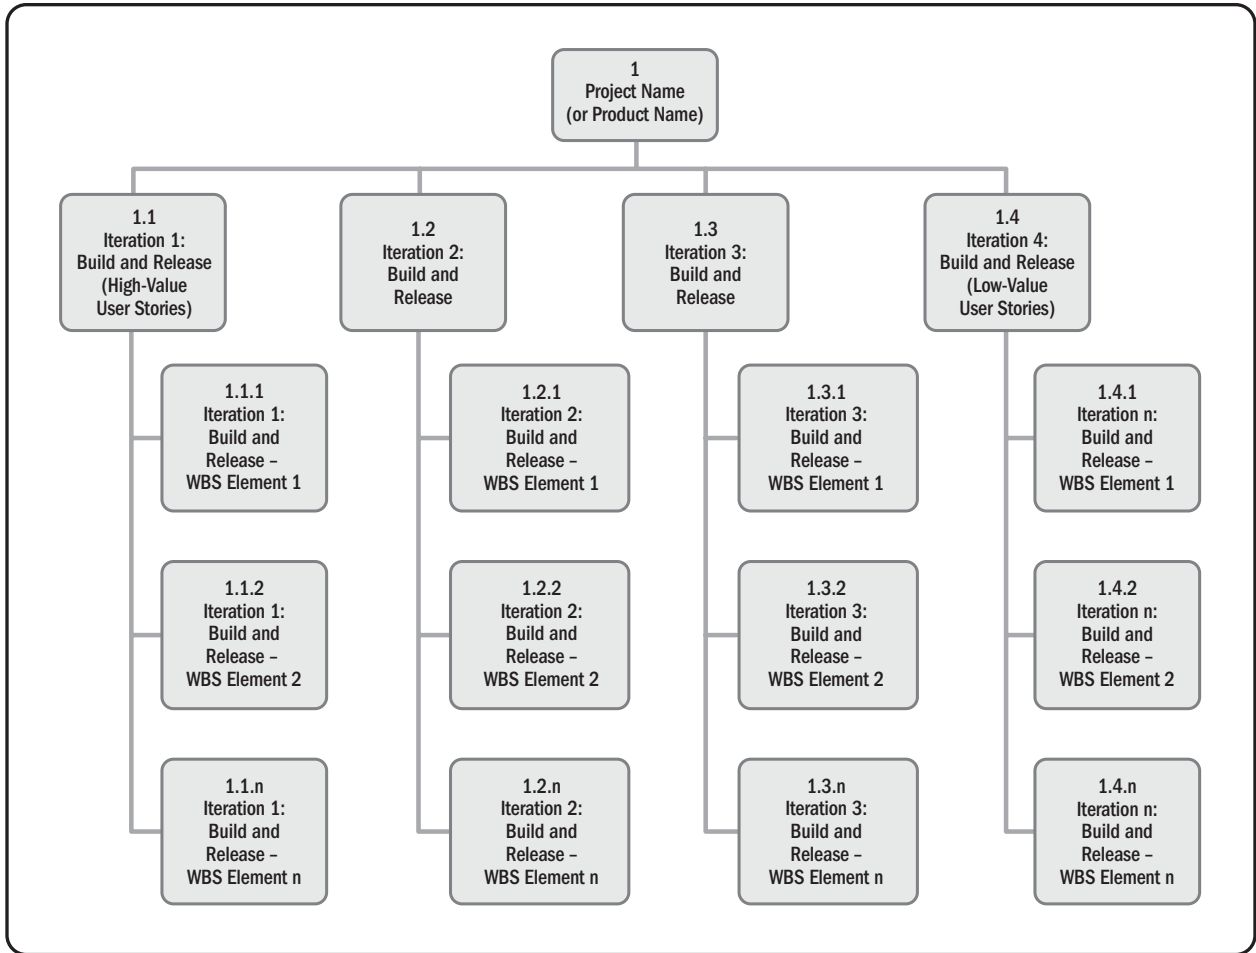 1
Project Name
(or Product Name)
1.1
Iteration 1:
Build and Release
(High-Value
User Stories)
1.2
Iteration 2:
Build and
Release
1.3
Iteration 3:
Build and
Release
1.4
Iteration 4:
Build and Release
(Low-Value
User Stories)
1.1.1
Iteration 1:
Build and
Release –
WBS Element 1
1.2.1
Iteration 2:
Build and
Release –
WBS Element 1
1.3.1
Iteration 3:
Build and
Release –
WBS Element 1
1.4.1
Iteration n:
Build and
Release –
WBS Element 1
1.1.2
Iteration 1:
Build and
Release –
WBS Element 2
1.2.2
Iteration 2:
Build and
Release –
WBS Element 2
1.3.2
Iteration 3:
Build and
Release –
WBS Element 2
1.4.2
Iteration n:
Build and
Release –
WBS Element 2
1.1.n
Iteration 1:
Build and
Release –
WBS Element n
1.2.n
Iteration 2:
Build and
Release –
WBS Element n
1.3.n
Iteration 3:
Build and
Release –
WBS Element n
1.4.n
Iteration n:
Build and
Release –
WBS Element n